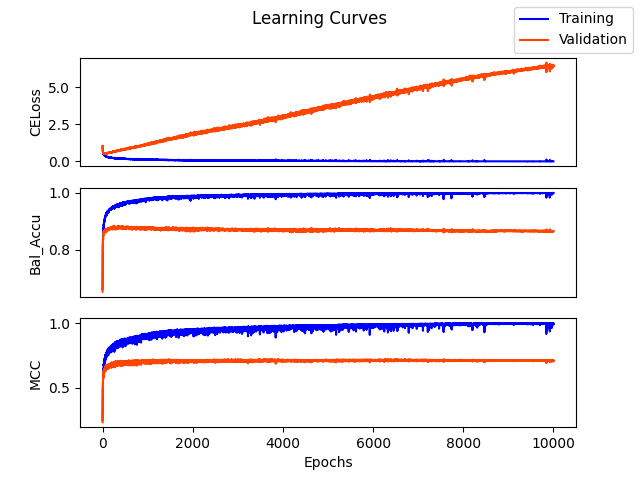 Learning Curves
Training
Validation
CELoss
5.0
2.5
0.0
Bal_Accu
1.0
0.8
MCC
1.0
0.5
0 2000 4000 6000 8000 10000
Epochs